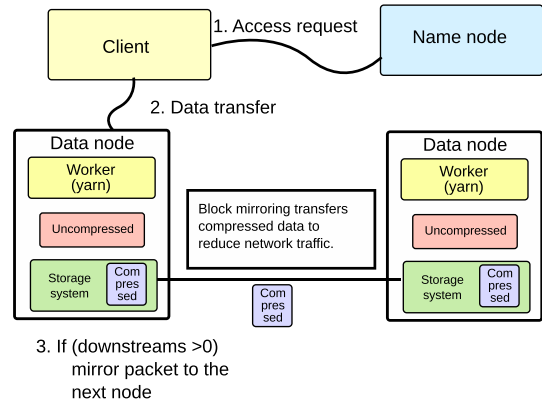 Client
1. Access request
Name node
2. Data transfer
Data node
Worker
(yarn)
Uncompressed
Storage
system
Com
pres
sed
Block mirroring transfers
compressed data to
reduce network traffic.
Com
pres
sed
Data node
Worker
(yarn)
Uncompressed
Storage
system
Com
pres
sed
3. If (downstreams >0)
mirror packet to the
next node